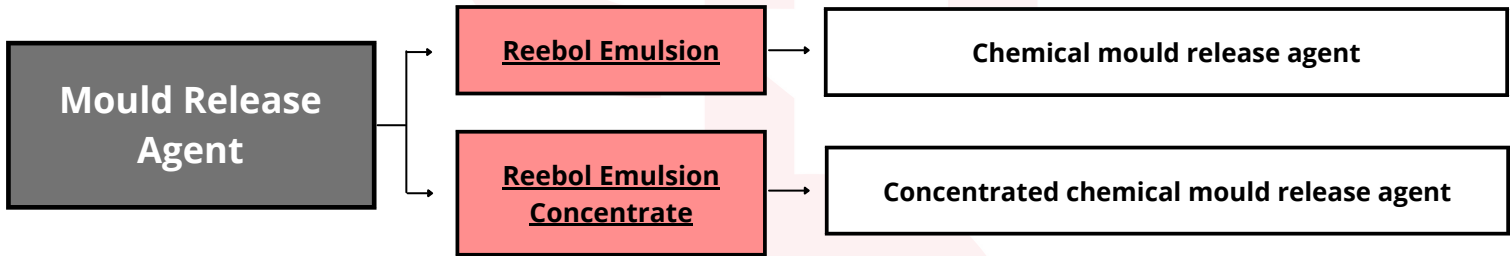 Mould Release
Agent
Reebol Emulsion
Chemical mould release agent
Reebol Emulsion
Concentrate
Concentrated chemical mould release agent